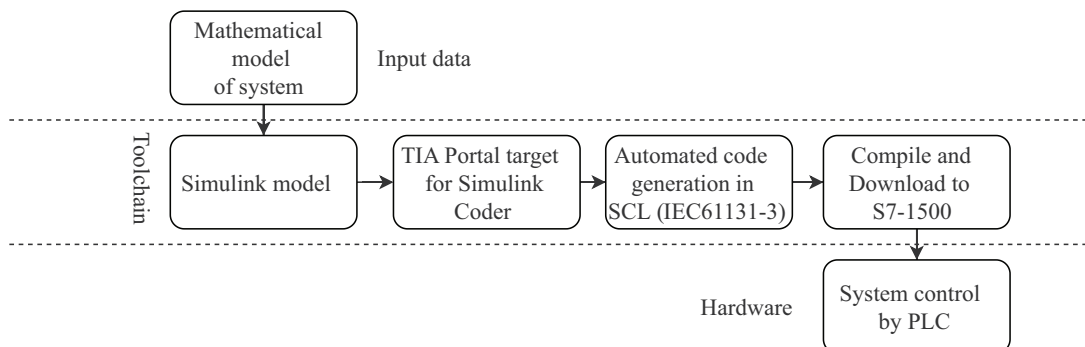 Mathematical
model
of system
Input data
Toolchain
Simulink model
TIA Portal target
for Simulink
Coder
Automated code
generation in
SCL (IEC61131-3)
Compile and
Download to
S7-1500
Hardware
System control
by PLC